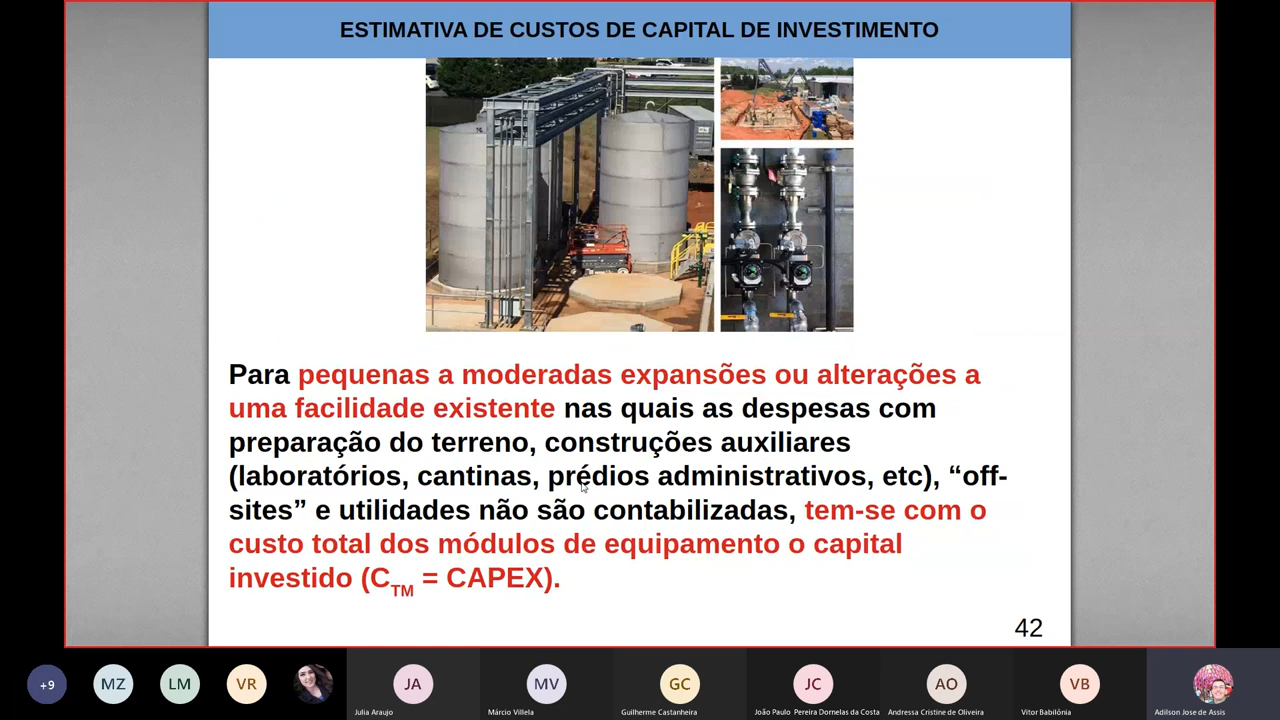 ESTIMATIVA DE CUSTOS DE CAPITAL DE INVESTIMENTO
Para pequenas a moderadas expansões ou alterações a
uma facilidade existente nas quais as despesas com
preparação do terreno, construções auxiliares
(laboratórios, cantinas, prédios administrativos, etc), “off-
sites” e utilidades não são contabilizadas, tem-se com o
custo total dos módulos de equipamento o capital
investido (CTM = CAPEX).
42
+9
MZ
LM
VR
JA
MV
GC
JC
AO
VB
Julia Araujo
Márcio Villela
Guilherme Castanheira
João Paulo Pereira Dornelas da Costa
Andressa Cristine de Oliveira
Vitor Babilônia
Adilson Jose de Assis